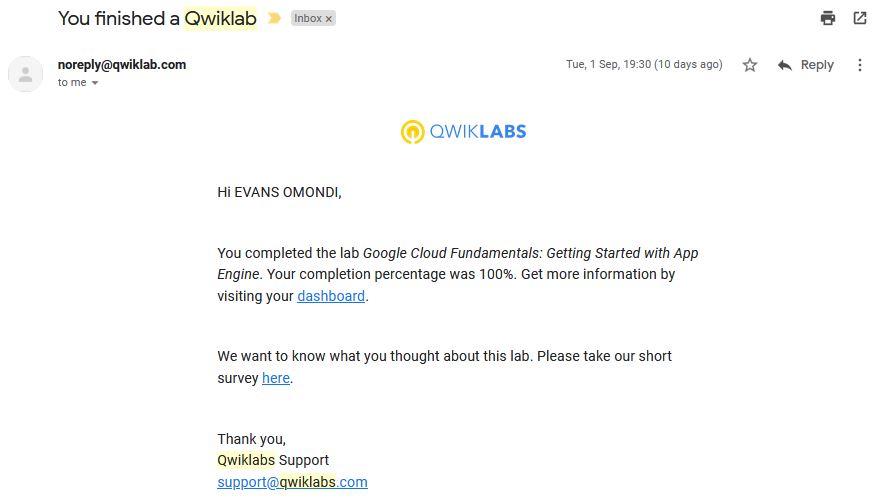 You finished a Qwiklab Inbox ×
noreply@qwiklab.com Tue, 1 Sep, 19:30 (10 days ago) Reply
to me
QWIKLABS
Hi EVANS OMONDI,
You completed the lab Google Cloud Fundamentals: Getting Started with App
Engine. Your completion percentage was 100%. Get more information by
visiting your dashboard.
We want to know what you thought about this lab. Please take our short
survey here.
Thank you,
Qwiklabs Support
support@qwiklabs.com